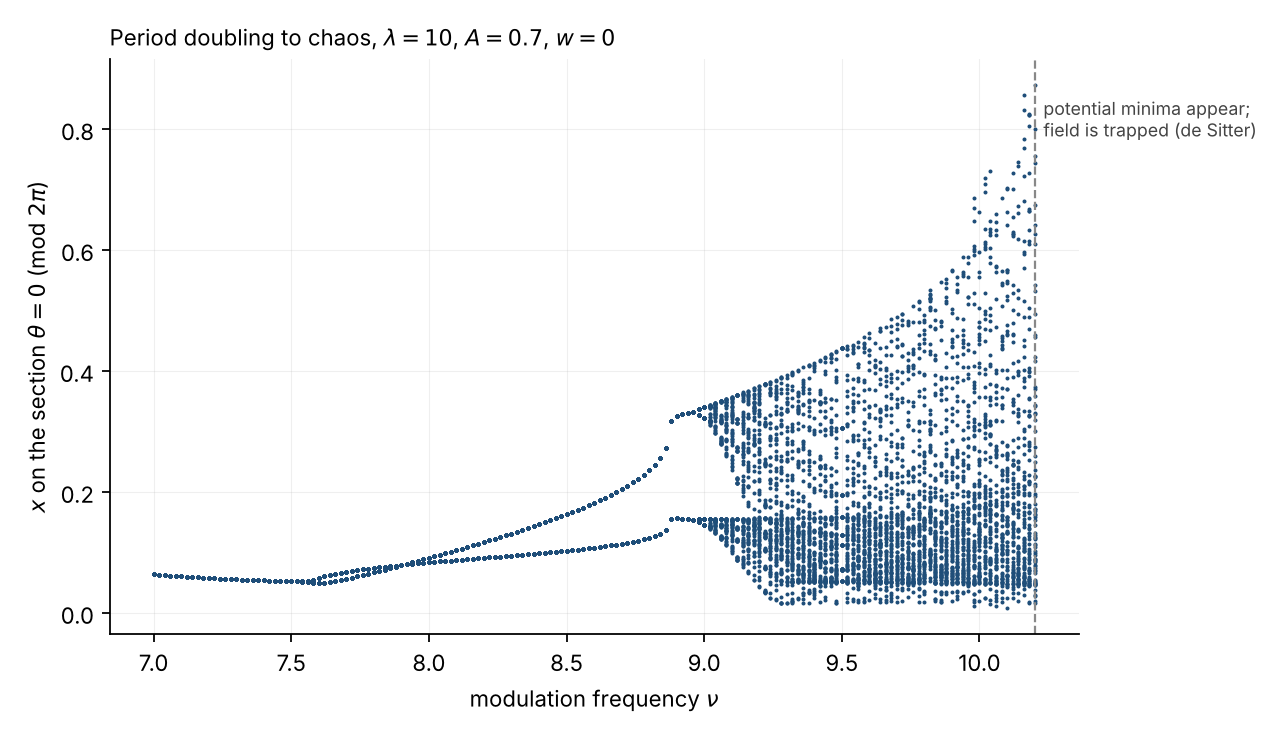 Period doubling to chaos, λ = 10, A = 0.7, w = 0
potential minima appear;
field is trapped (de Sitter)
x on the section θ = 0 (mod 2π)
0.8
0.6
0.4
0.2
0.0
7.0 7.5 8.0 8.5 9.0 9.5 10.0
modulation frequency ν